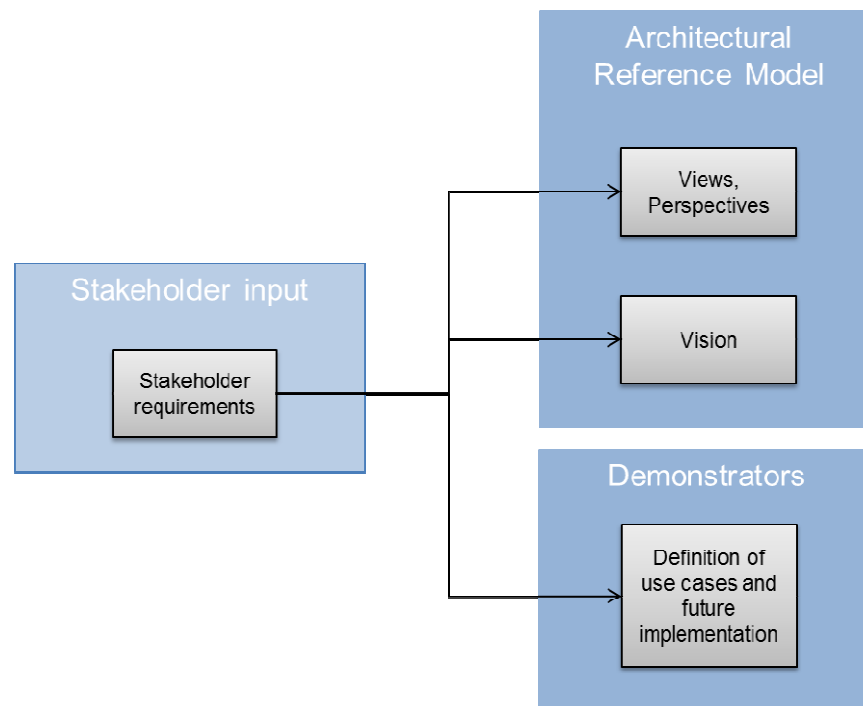 Architectural
Reference Model
Views,
Perspectives
Stakeholder input
Vision
Stakeholder
requirements
Demonstrators
Definition of
use cases and
future
implementation